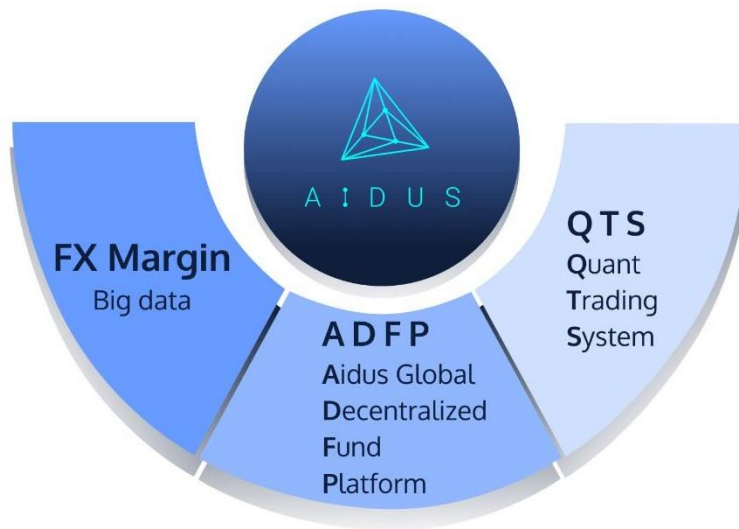 AIDUS
FX Margin
Big data
ADFP
Aidus Global
Decentralized
Fund
Platform
QTS
Quant
Trading
System